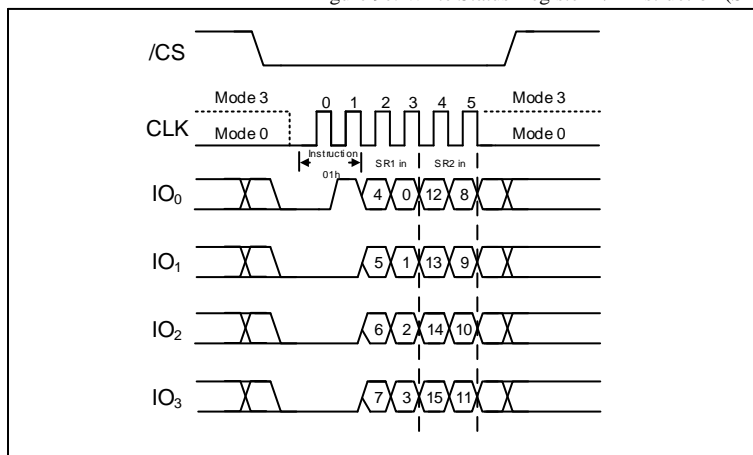 /CS
0 1 2 3 4 5
Mode 3 Mode 3
CLK Mode 0 Mode 0
Instruction SR1 in SR2 in
01h
IO0 4 0 12 8
IO1 5 1 13 9
IO2 6 2 14 10
IO3 7 3 15 11